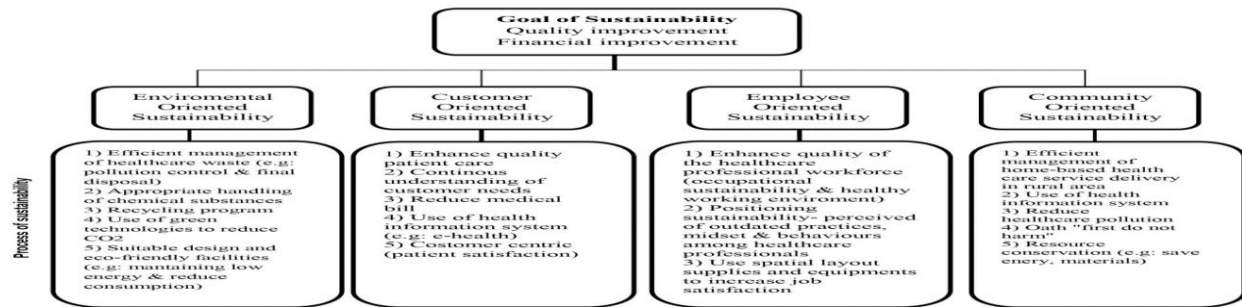 Goal of Sustainability
Quality improvement
Financial improvement
Enviromental
Oriented
Sustainability
Customer
Oriented
Sustainability
Employee
Oriented
Sustainability
Community
Oriented
Sustainability
Process of sustainability
1) Efficient management
of healthcare waste (e.g:
pollution control & final
disposal)
2) Appropriate handling
of chemical substances
3) Recycling program
4) Use of green
technologies to reduce
CO2
5) Suitable design and
eco-friendly facilities
(e.g: mantaining low
energy & reduce
consumption)
1) Enhance quality
patient care
2) Continous
understanding of
customer needs
3) Reduce medical
bill
4) Use of health
information system
(e.g: e-health)
5) Costomer centric
(patient satisfaction)
1) Enhance quality of
the healthcare
professional workforce
(occupational
sustainability & healthy
working enviroment)
2) Positioning
sustainability- perceived
of outdated practices,
midset & behaviours
among healthcare
professionals
3) Use spatial layout
supplies and equipments
to increase job
satisfaction
1) Efficient
management of
home-based health
care service delivery
in rural area
2) Use of health
information system
3) Reduce
healthcare pollution
4) Oath "first do not
harm"
5) Resource
conservation (e.g: save
enery, materials)